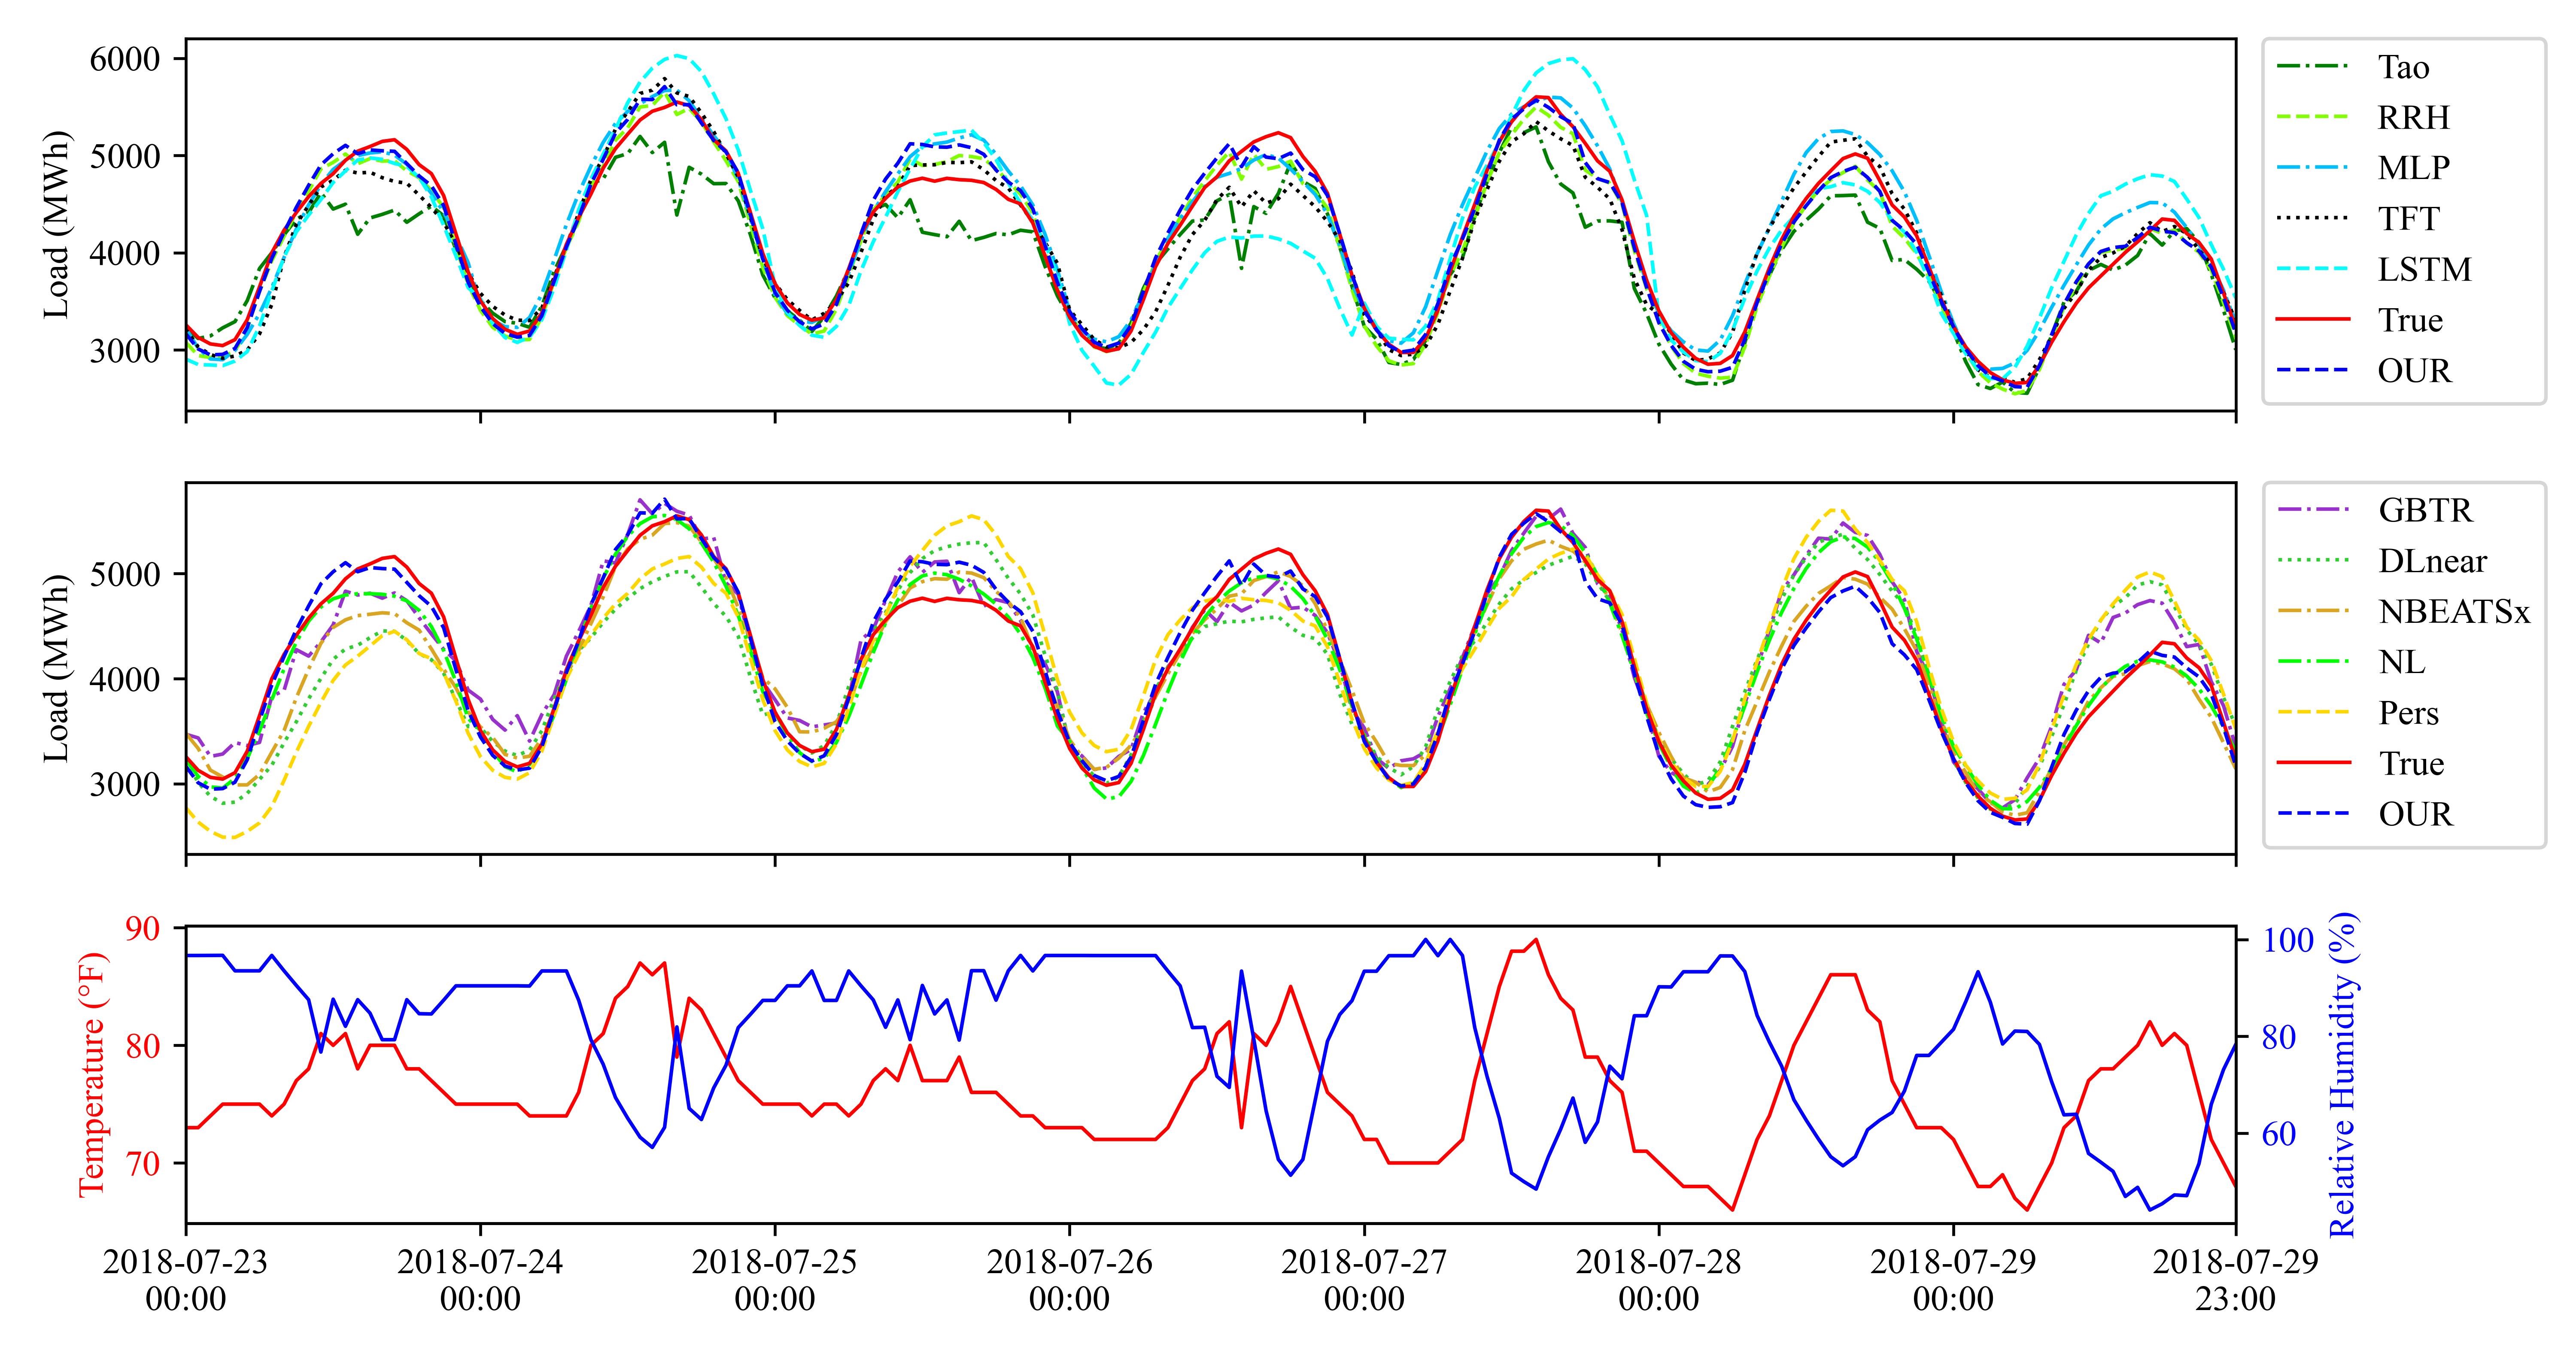 6000
5000
4000
3000
Load (MWh)
Tao
RRH
MLP
TFT
LSTM
True
OUR
5000
4000
3000
Load (MWh)
GBTR
DLnear
NBEATSx
NL
Pers
True
OUR
90
80
70
Temperature (°F)
100
80
60
Relative Humidity (%)
2018-07-23 2018-07-24 2018-07-25 2018-07-26 2018-07-27 2018-07-28 2018-07-29 2018-07-29
00:00 00:00 00:00 00:00 00:00 00:00 00:00 23:00